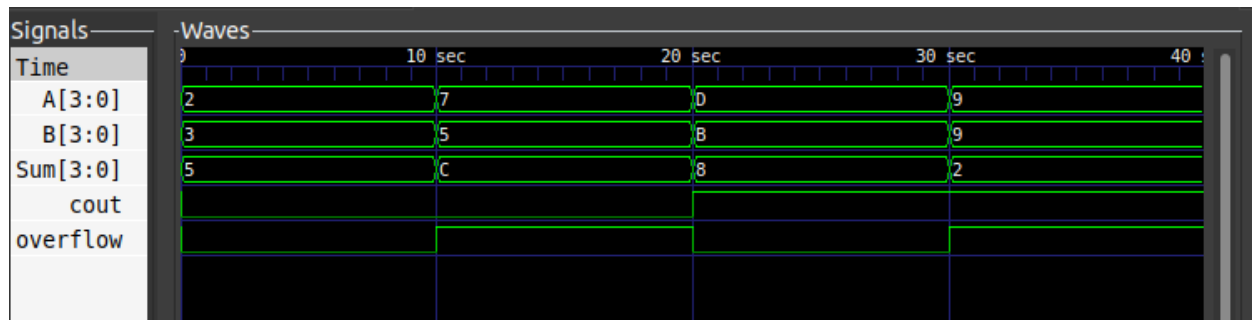 Signals Waves
Time 0 10 sec 20 sec 30 sec 40 s
A[3:0] 2 7 D 9
B[3:0] 3 5 B 9
Sum[3:0] 5 C 8 2
cout
overflow